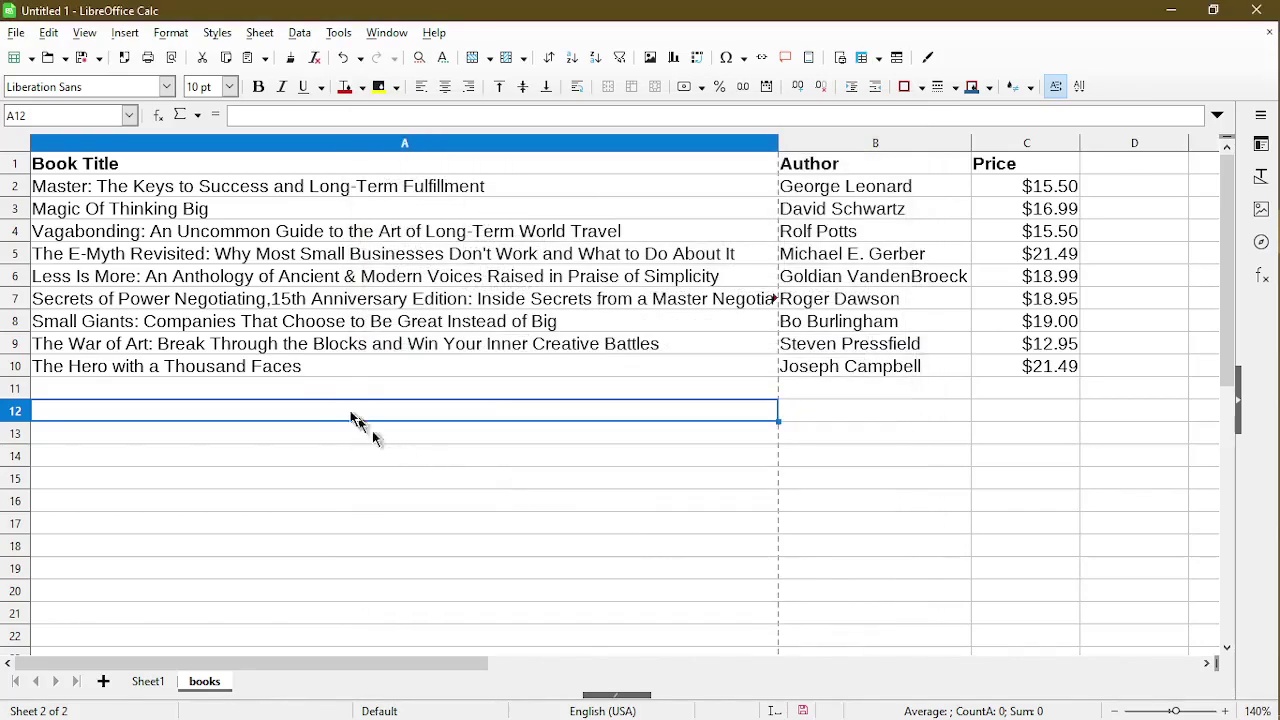 Untitled 1 - LibreOffice Calc
File Edit View Insert Format Styles Sheet Data Tools Window Help
Liberation Sans 10 pt
A12
A B C D
1 Book Title Author Price
2 Master: The Keys to Success and Long-Term Fulfillment George Leonard $15.50
3 Magic Of Thinking Big David Schwartz $16.99
4 Vagabonding: An Uncommon Guide to the Art of Long-Term World Travel Rolf Potts $15.50
5 The E-Myth Revisited: Why Most Small Businesses Don't Work and What to Do About It Michael E. Gerber $21.49
6 Less Is More: An Anthology of Ancient & Modern Voices Raised in Praise of Simplicity Goldian VandenBroeck $18.99
7 Secrets of Power Negotiating,15th Anniversary Edition: Inside Secrets from a Master Negotia Roger Dawson $18.95
8 Small Giants: Companies That Choose to Be Great Instead of Big Bo Burlingham $19.00
9 The War of Art: Break Through the Blocks and Win Your Inner Creative Battles Steven Pressfield $12.95
10 The Hero with a Thousand Faces Joseph Campbell $21.49
11
12
13
14
15
16
17
18
19
20
21
22
Sheet1 books
Sheet 2 of 2 Default English (USA) Average: ; CountA: 0; Sum: 0 140%